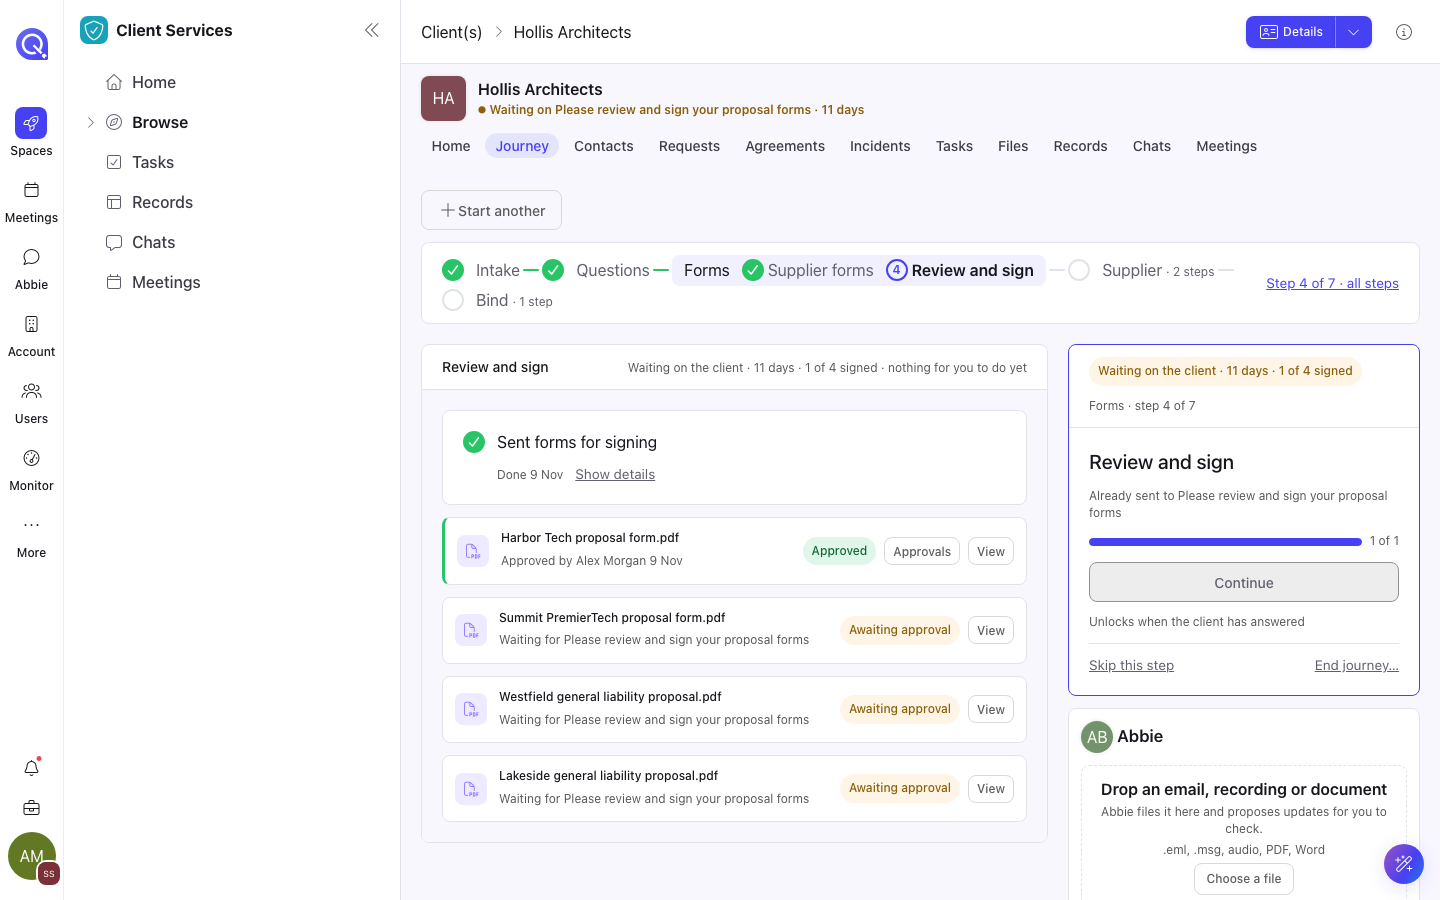 Client Services
Spaces
Meetings
Abbie
Account
Users
Monitor
More
AM
SS
Home
Browse
Tasks
Records
Chats
Meetings
Client(s) > Hollis Architects
Details
HA
Hollis Architects
Waiting on Please review and sign your proposal forms · 11 days
Home Journey Contacts Requests Agreements Incidents Tasks Files Records Chats Meetings
Start another
Intake Questions Forms Supplier forms 4 Review and sign Supplier · 2 steps
Bind · 1 step
Step 4 of 7 · all steps
Review and sign
Waiting on the client · 11 days · 1 of 4 signed · nothing for you to do yet
Sent forms for signing
Done 9 Nov Show details
Harbor Tech proposal form.pdf
Approved by Alex Morgan 9 Nov
Approved Approvals View
PDF
Summit PremierTech proposal form.pdf
Waiting for Please review and sign your proposal forms
Awaiting approval View
PDF
Westfield general liability proposal.pdf
Waiting for Please review and sign your proposal forms
Awaiting approval View
PDF
Lakeside general liability proposal.pdf
Waiting for Please review and sign your proposal forms
Awaiting approval View
PDF
Waiting on the client · 11 days · 1 of 4 signed
Forms · step 4 of 7
Review and sign
Already sent to Please review and sign your proposal
forms
1 of 1
Continue
Unlocks when the client has answered
Skip this step End journey...
AB Abbie
Drop an email, recording or document
Abbie files it here and proposes updates for you to
check.
.eml, .msg, audio, PDF, Word
Choose a file